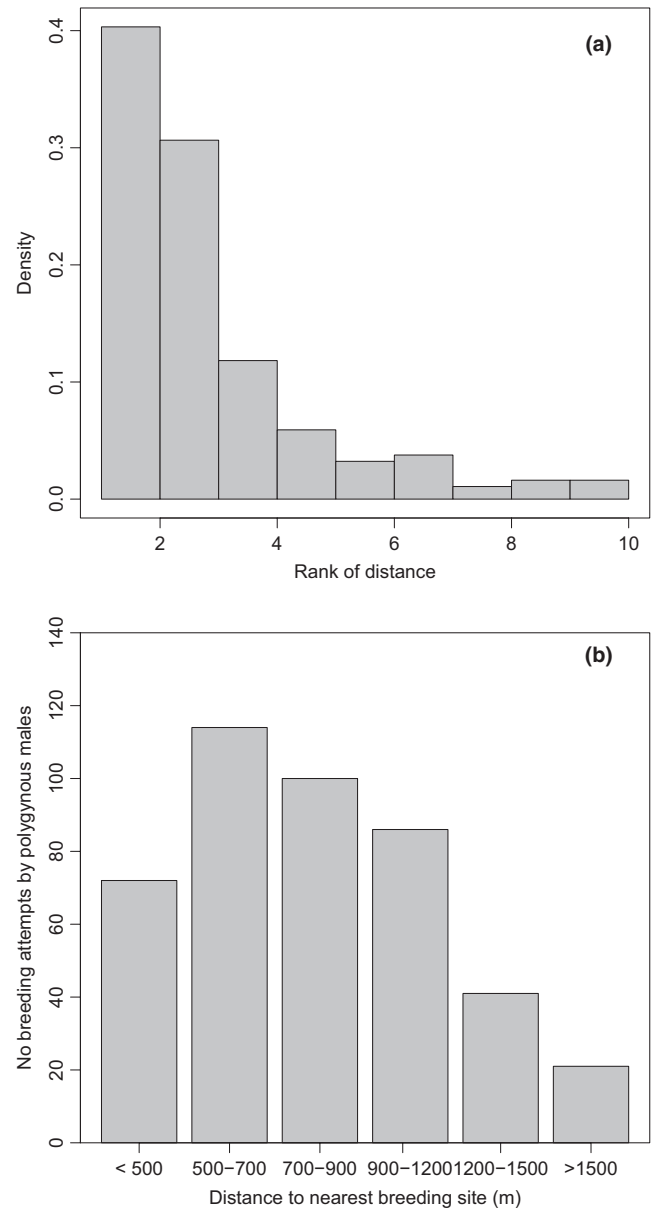 (a)
0.4
0.3
0.2
0.1
0.0
Density
2 4 6 8 10
Rank of distance
(b)
140
120
100
80
60
40
20
0
No breeding attempts by polygynous males
< 500 500−700 700−900 900−1200 1200−1500 >1500
Distance to nearest breeding site (m)